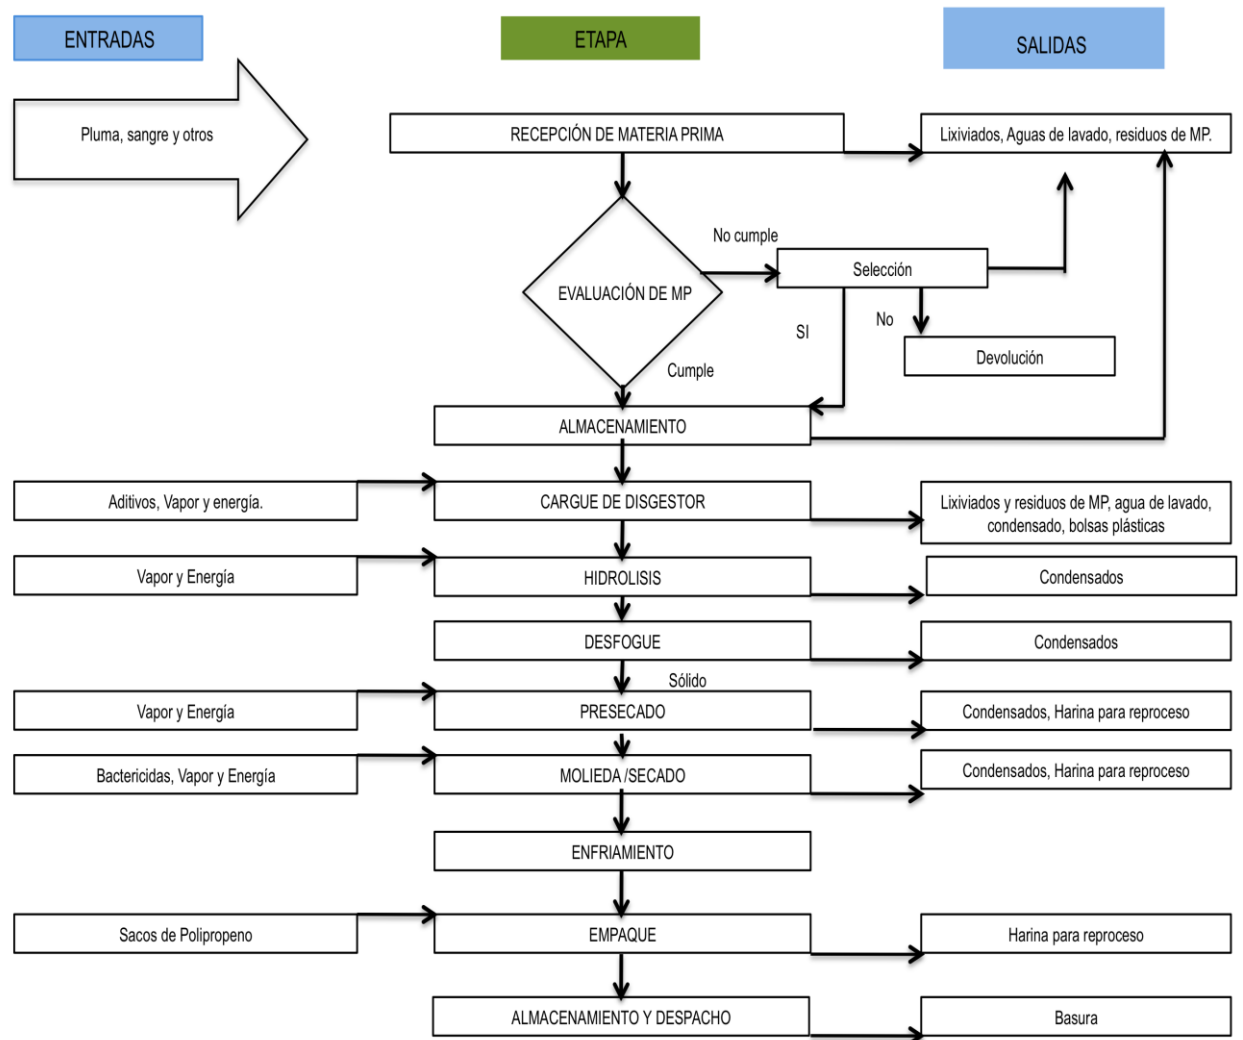 ENTRADAS
ETAPA
SALIDAS
Pluma, sangre y otros
RECEPCIÓN DE MATERIA PRIMA
Lixiviados, Aguas de lavado, residuos de MP.
No cumple
Selección
EVALUACIÓN DE MP
SI
No
Devolución
Cumple
ALMACENAMIENTO
Aditivos, Vapor y energía.
CARGUE DE DISGESTOR
Lixiviados y residuos de MP, agua de lavado,
condensado, bolsas plásticas
Vapor y Energía
HIDROLISIS
Condensados
DESFOGUE
Condensados
Sólido
Vapor y Energía
PRESECADO
Condensados, Harina para reproceso
Bactericidas, Vapor y Energía
MOLIEDA /SECADO
Condensados, Harina para reproceso
ENFRIAMIENTO
Sacos de Polipropeno
EMPAQUE
Harina para reproceso
ALMACENAMIENTO Y DESPACHO
Basura